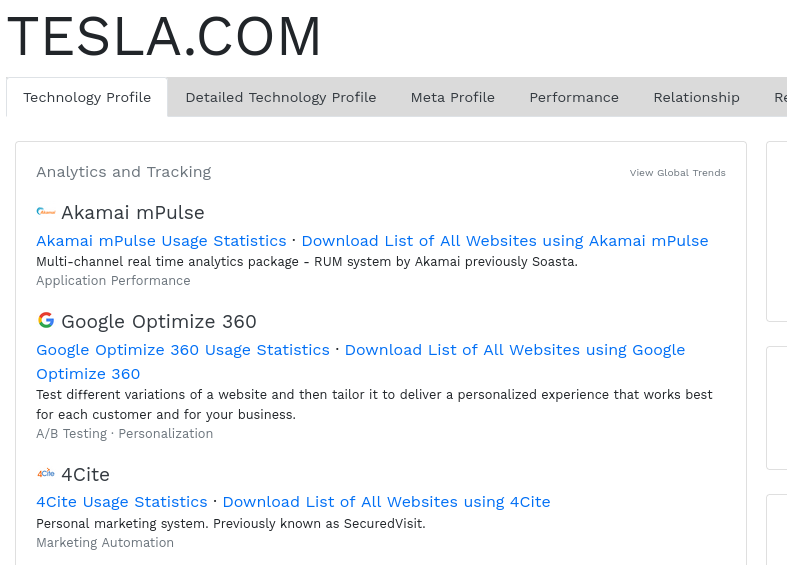 TESLA.COM
Technology Profile
Detailed Technology Profile
Meta Profile
Performance
Relationship
Re
Analytics and Tracking
View Global Trends
Akamai mPulse
Akamai mPulse Usage Statistics · Download List of All Websites using Akamai mPulse
Multi-channel real time analytics package - RUM system by Akamai previously Soasta.
Application Performance
Google Optimize 360
Google Optimize 360 Usage Statistics · Download List of All Websites using Google
Optimize 360
Test different variations of a website and then tailor it to deliver a personalized experience that works best
for each customer and for your business.
A/B Testing · Personalization
4Cite
4Cite
4Cite Usage Statistics · Download List of All Websites using 4Cite
Personal marketing system. Previously known as SecuredVisit.
Marketing Automation